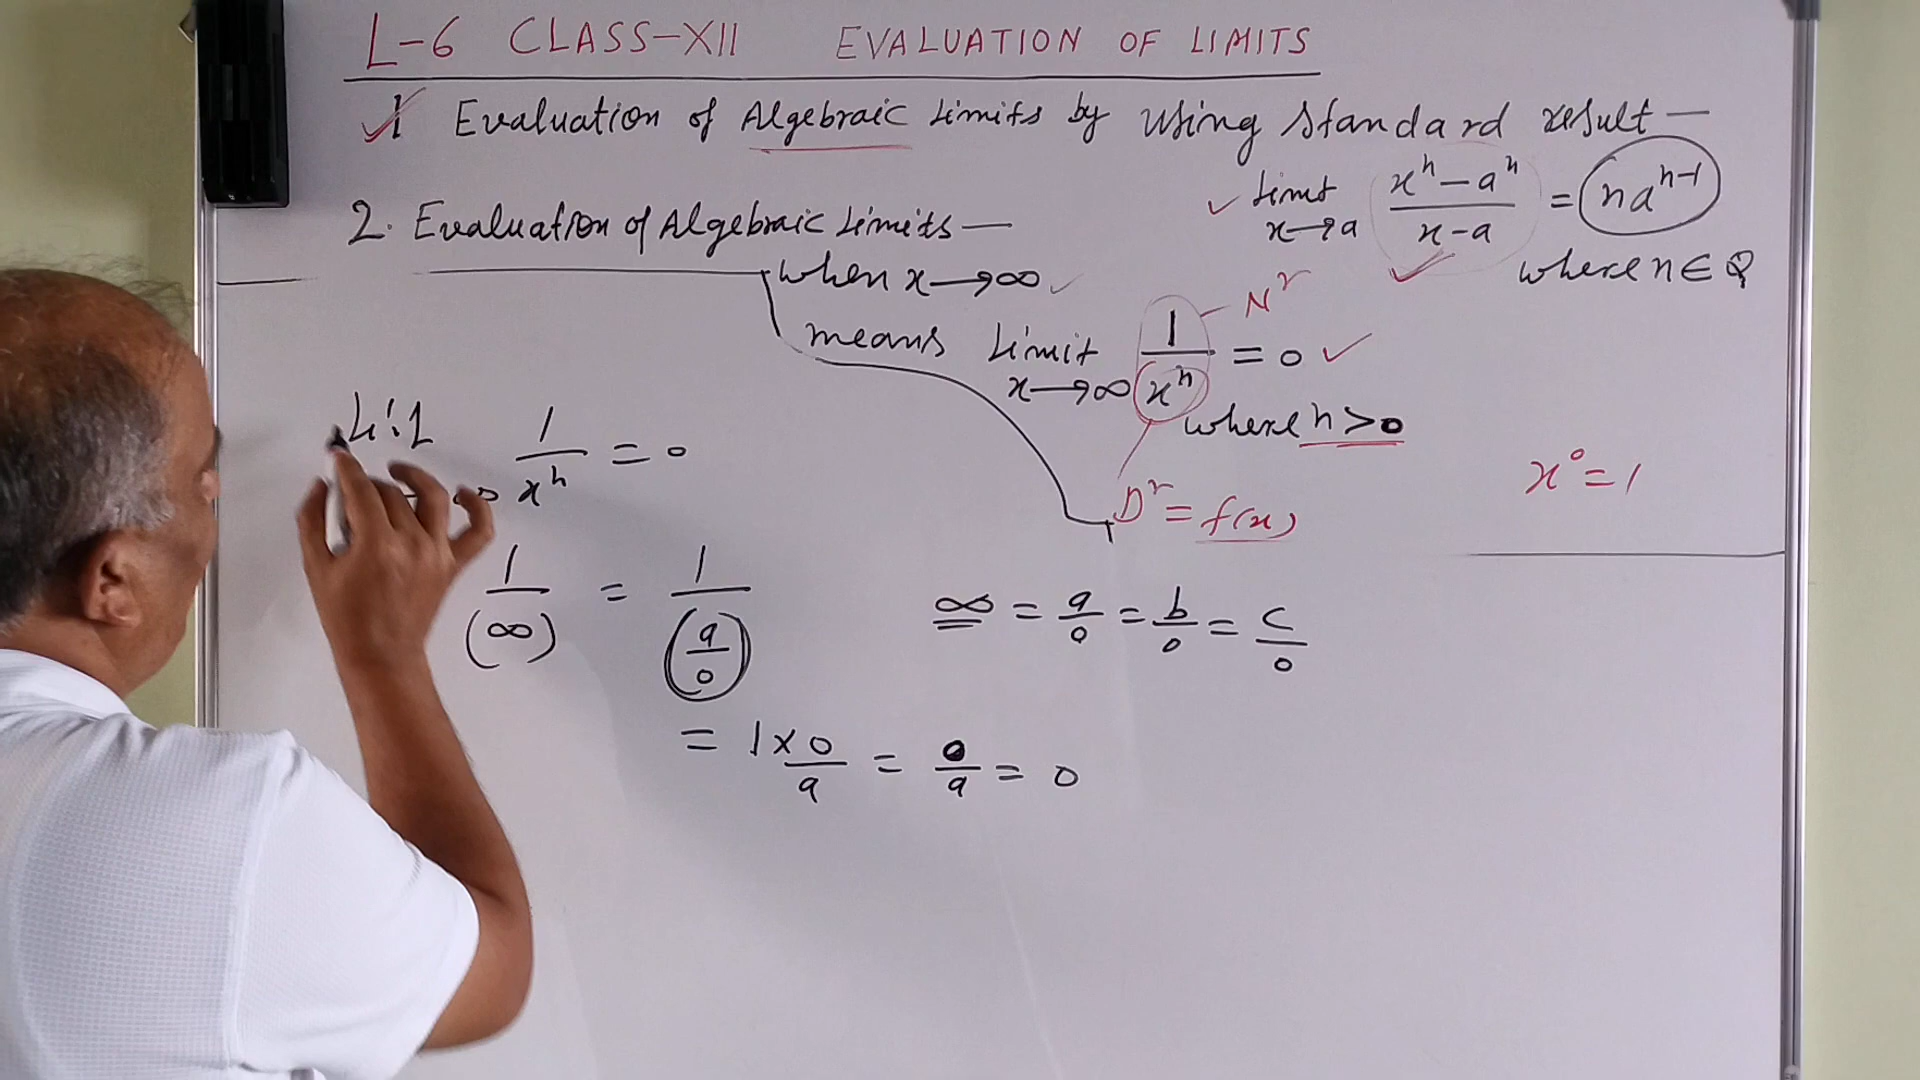 L-6 CLASS-XII EVALUATION OF LIMITS
1 Evaluation of Algebraic Limits by using standard result—
Limit x→a (xⁿ-aⁿ)/(x-a) = naⁿ⁻¹
where n∈Q
2. Evaluation of Algebraic Limits—
when x→∞
means Limit x→∞ 1/xⁿ = 0
where n>0
Nʳ
Dʳ = f(x)
x⁰=1
1/xⁿ = 0
1/(∞) = 1/(a/0)
∞ = a/0 = b/0 = c/0
= 1×0/a = 0/a = 0